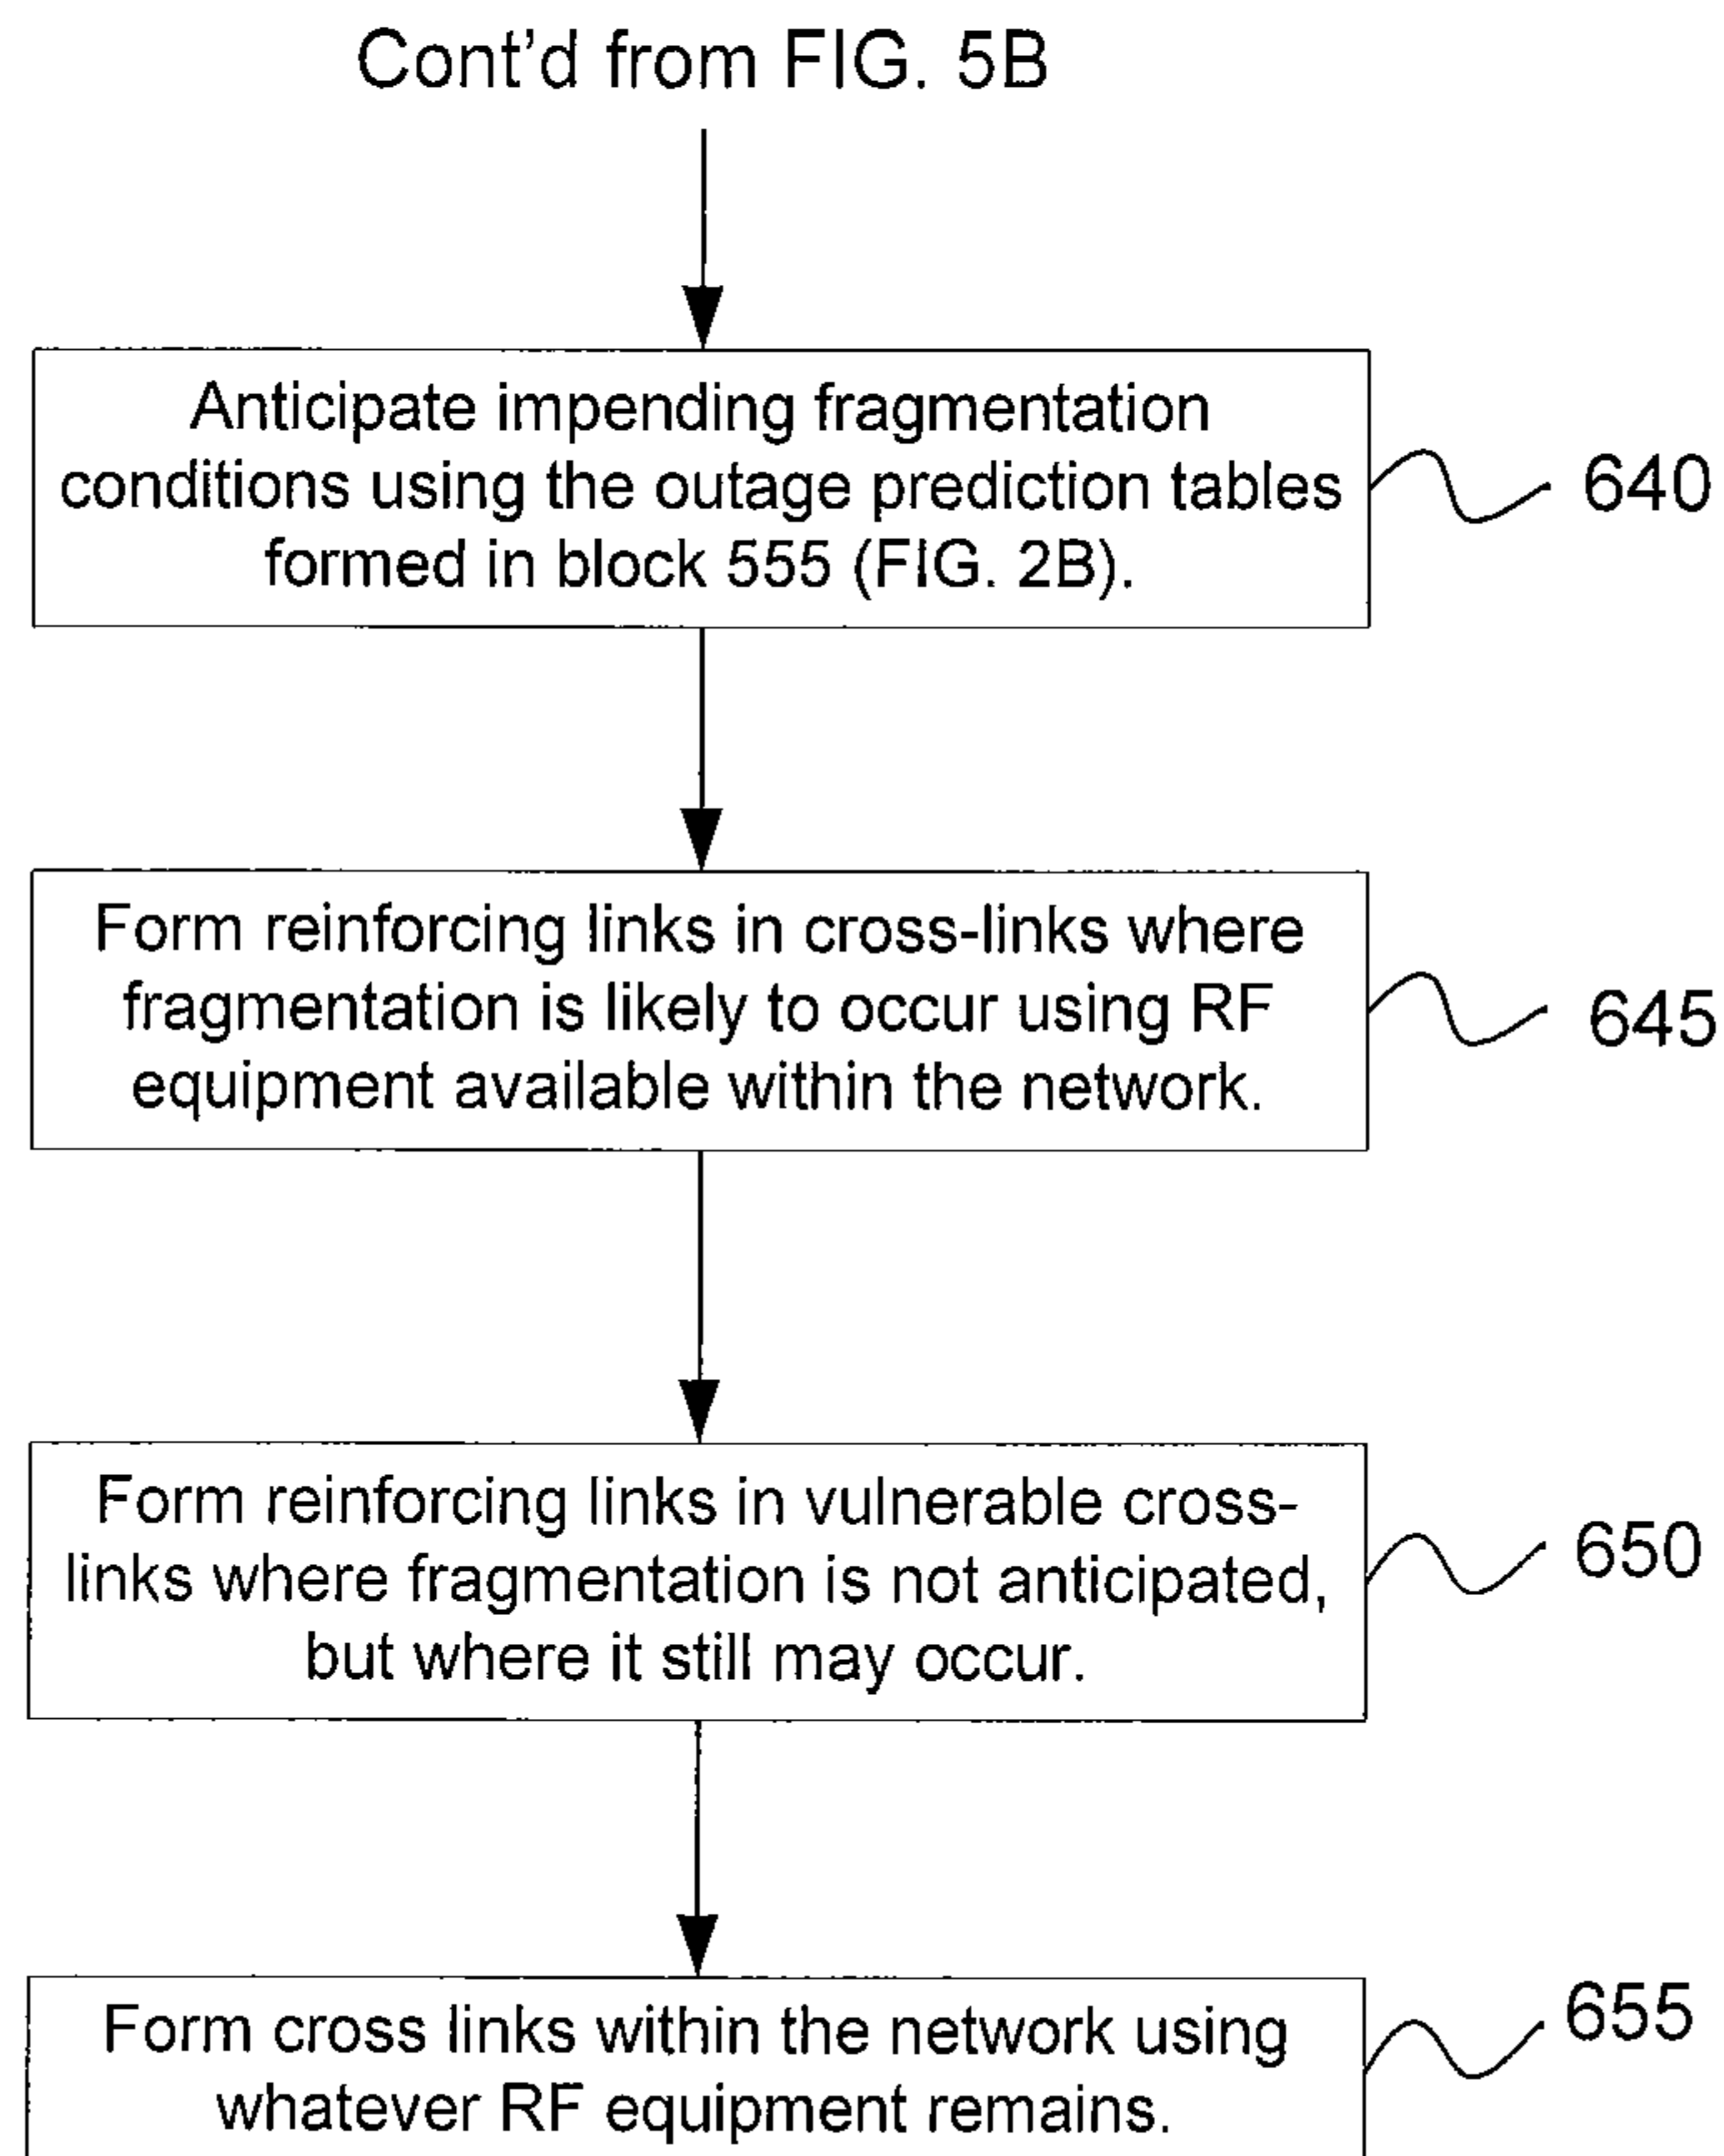 Cont'd from FIG. 5B
Anticipate impending fragmentation
conditions using the outage prediction tables
formed in block 555 (FIG. 2B).
640
Form reinforcing links in cross-links where
fragmentation is likely to occur using RF
equipment available within the network.
645
Form reinforcing links in vulnerable cross-
links where fragmentation is not anticipated,
but where it still may occur.
650
Form cross links within the network using
whatever RF equipment remains.
655